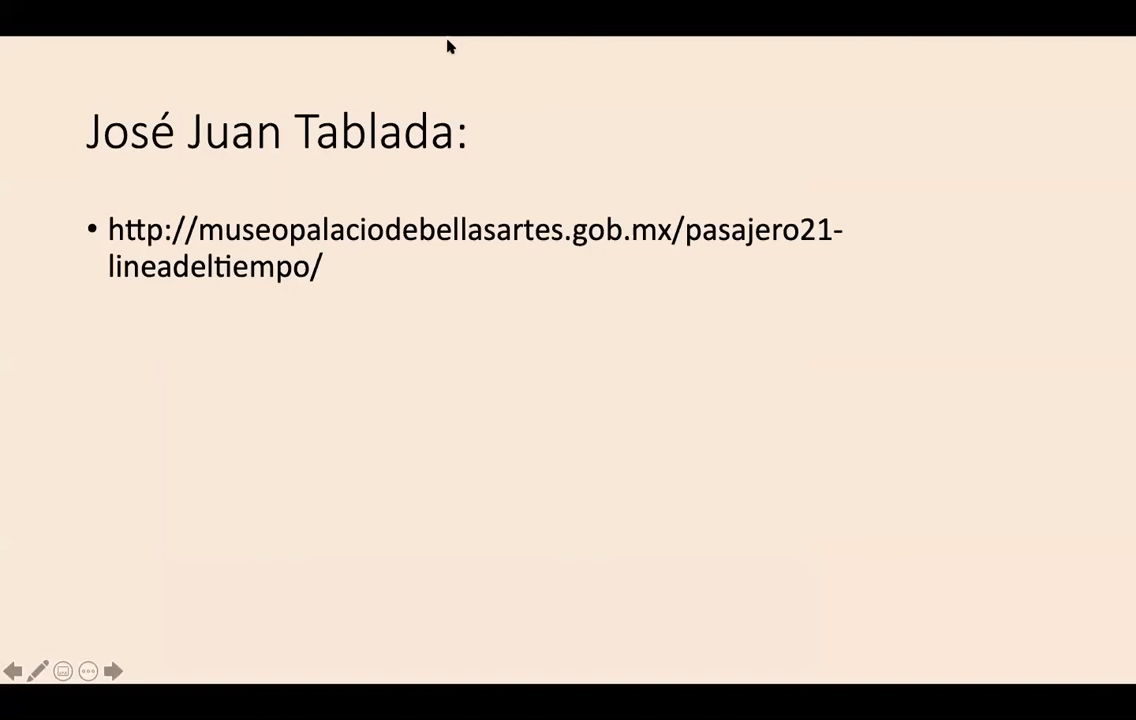 José Juan Tablada:
• http://museopalaciodebellasartes.gob.mx/pasajero21-
lineadeltiempo/